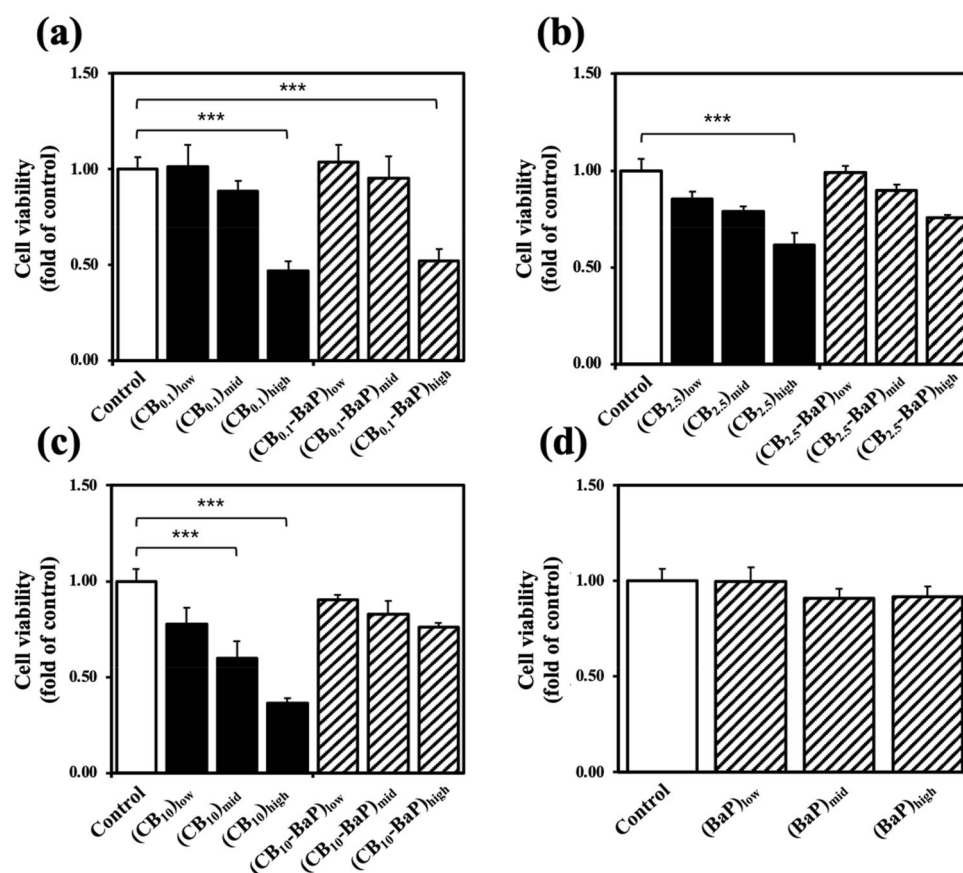 (a)
1.50
1.00
0.50
0.00
Cell viability
(fold of control)
***
***
Control
(CB0.1)low
(CB0.1)mid
(CB0.1)high
(CB0.1-BaP)low
(CB0.1-BaP)mid
(CB0.1-BaP)high
(b)
1.50
1.00
0.50
0.00
Cell viability
(fold of control)
***
Control
(CB2.5)low
(CB2.5)mid
(CB2.5)high
(CB2.5-BaP)low
(CB2.5-BaP)mid
(CB2.5-BaP)high
(c)
1.50
1.00
0.50
0.00
Cell viability
(fold of control)
***
***
Control
(CB10)low
(CB10)mid
(CB10)high
(CB10-BaP)low
(CB10-BaP)mid
(CB10-BaP)high
(d)
1.50
1.00
0.50
0.00
Cell viability
(fold of control)
Control
(BaP)low
(BaP)mid
(BaP)high